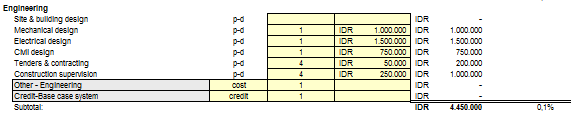 Engineering
Site & building design p-d IDR -
Mechanical design p-d 1 IDR 1.000.000 IDR 1.000.000
Electrical design p-d 1 IDR 1.500.000 IDR 1.500.000
Civil design p-d 1 IDR 750.000 IDR 750.000
Tenders & contracting p-d 4 IDR 50.000 IDR 200.000
Construction supervision p-d 4 IDR 250.000 IDR 1.000.000
Other - Engineering cost 1 IDR -
Credit-Base case system credit 1 IDR -
Subtotal: IDR 4.450.000 0,1%